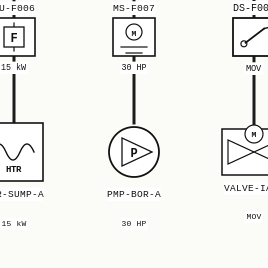 U-F006 MS-F007 DS-F00
F M
15 kW 30 HP MOV
M
HTR P
R-SUMP-A PMP-BOR-A VALVE-IA
15 kW 30 HP MOV